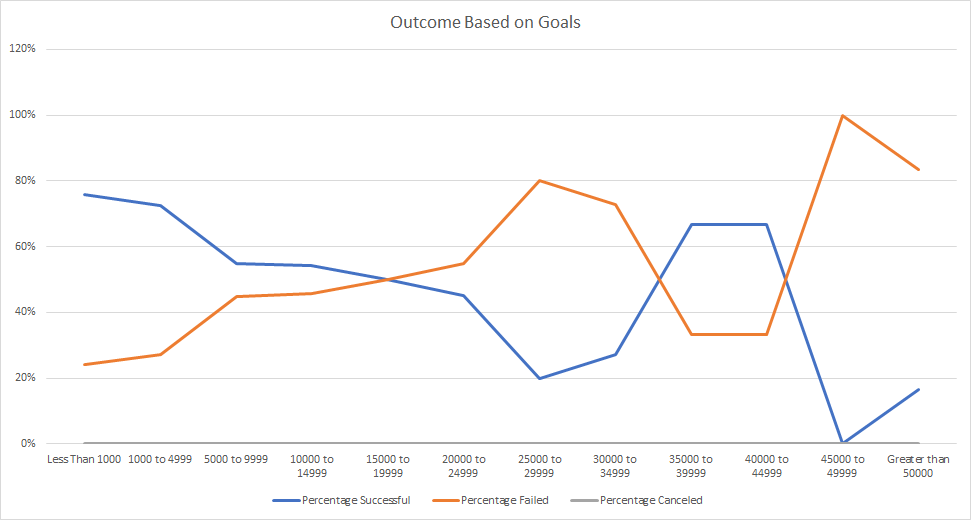 Outcome Based on Goals
120%
100%
80%
60%
40%
20%
0%
Less Than 1000
1000 to 4999
5000 to 9999
10000 to
14999
15000 to
19999
20000 to
24999
25000 to
29999
30000 to
34999
35000 to
39999
40000 to
44999
45000 to
49999
Greater than
50000
Percentage Successful
Percentage Failed
Percentage Canceled